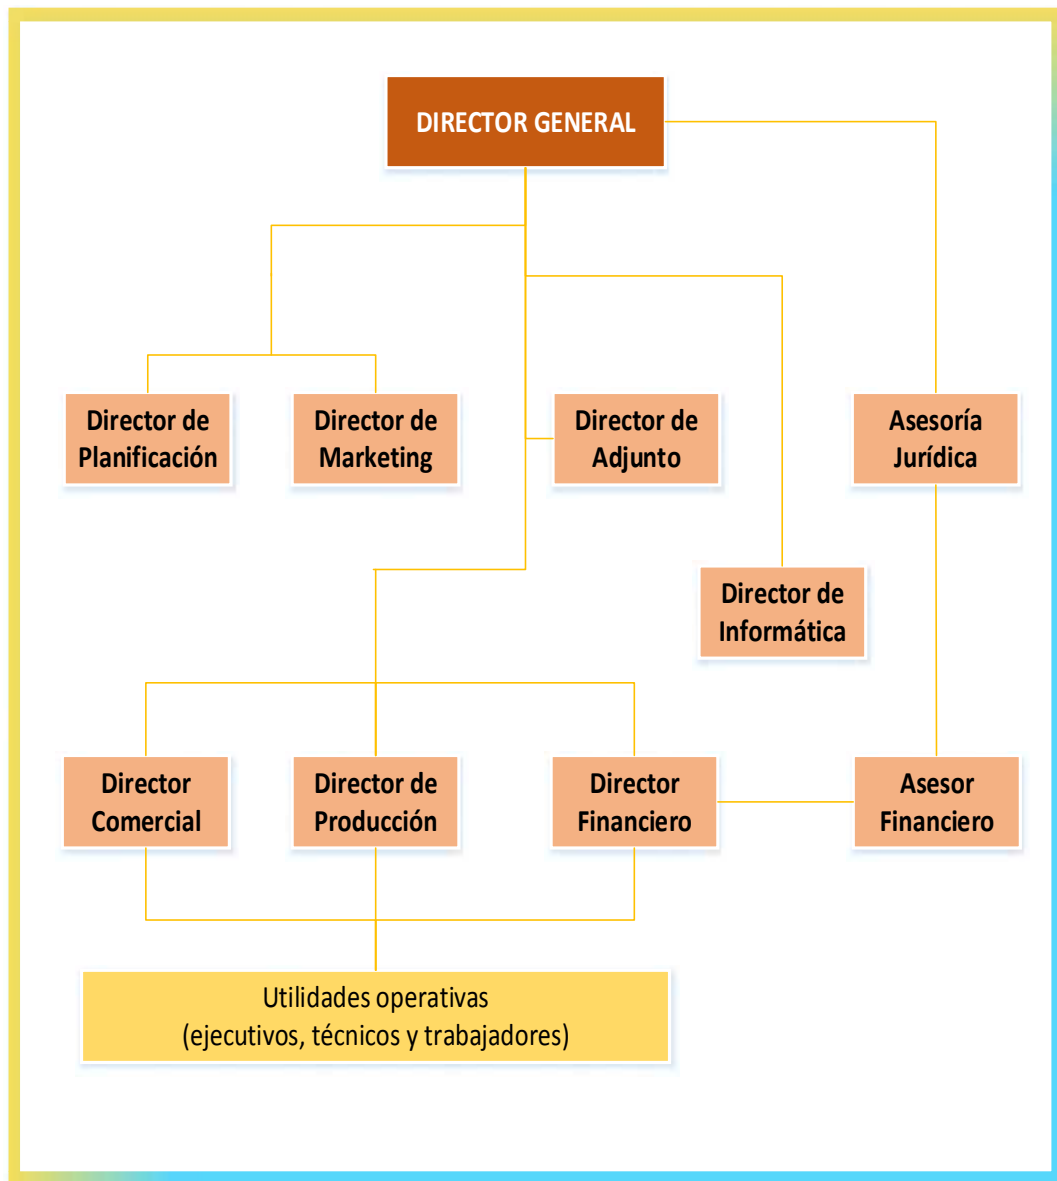 DIRECTOR GENERAL
Director de
Planificación
Director de
Marketing
Director de
Adjunto
Asesoría
Jurídica
Director de
Informática
Director
Comercial
Director de
Producción
Director
Financiero
Asesor
Financiero
Utilidades operativas
(ejecutivos, técnicos y trabajadores)